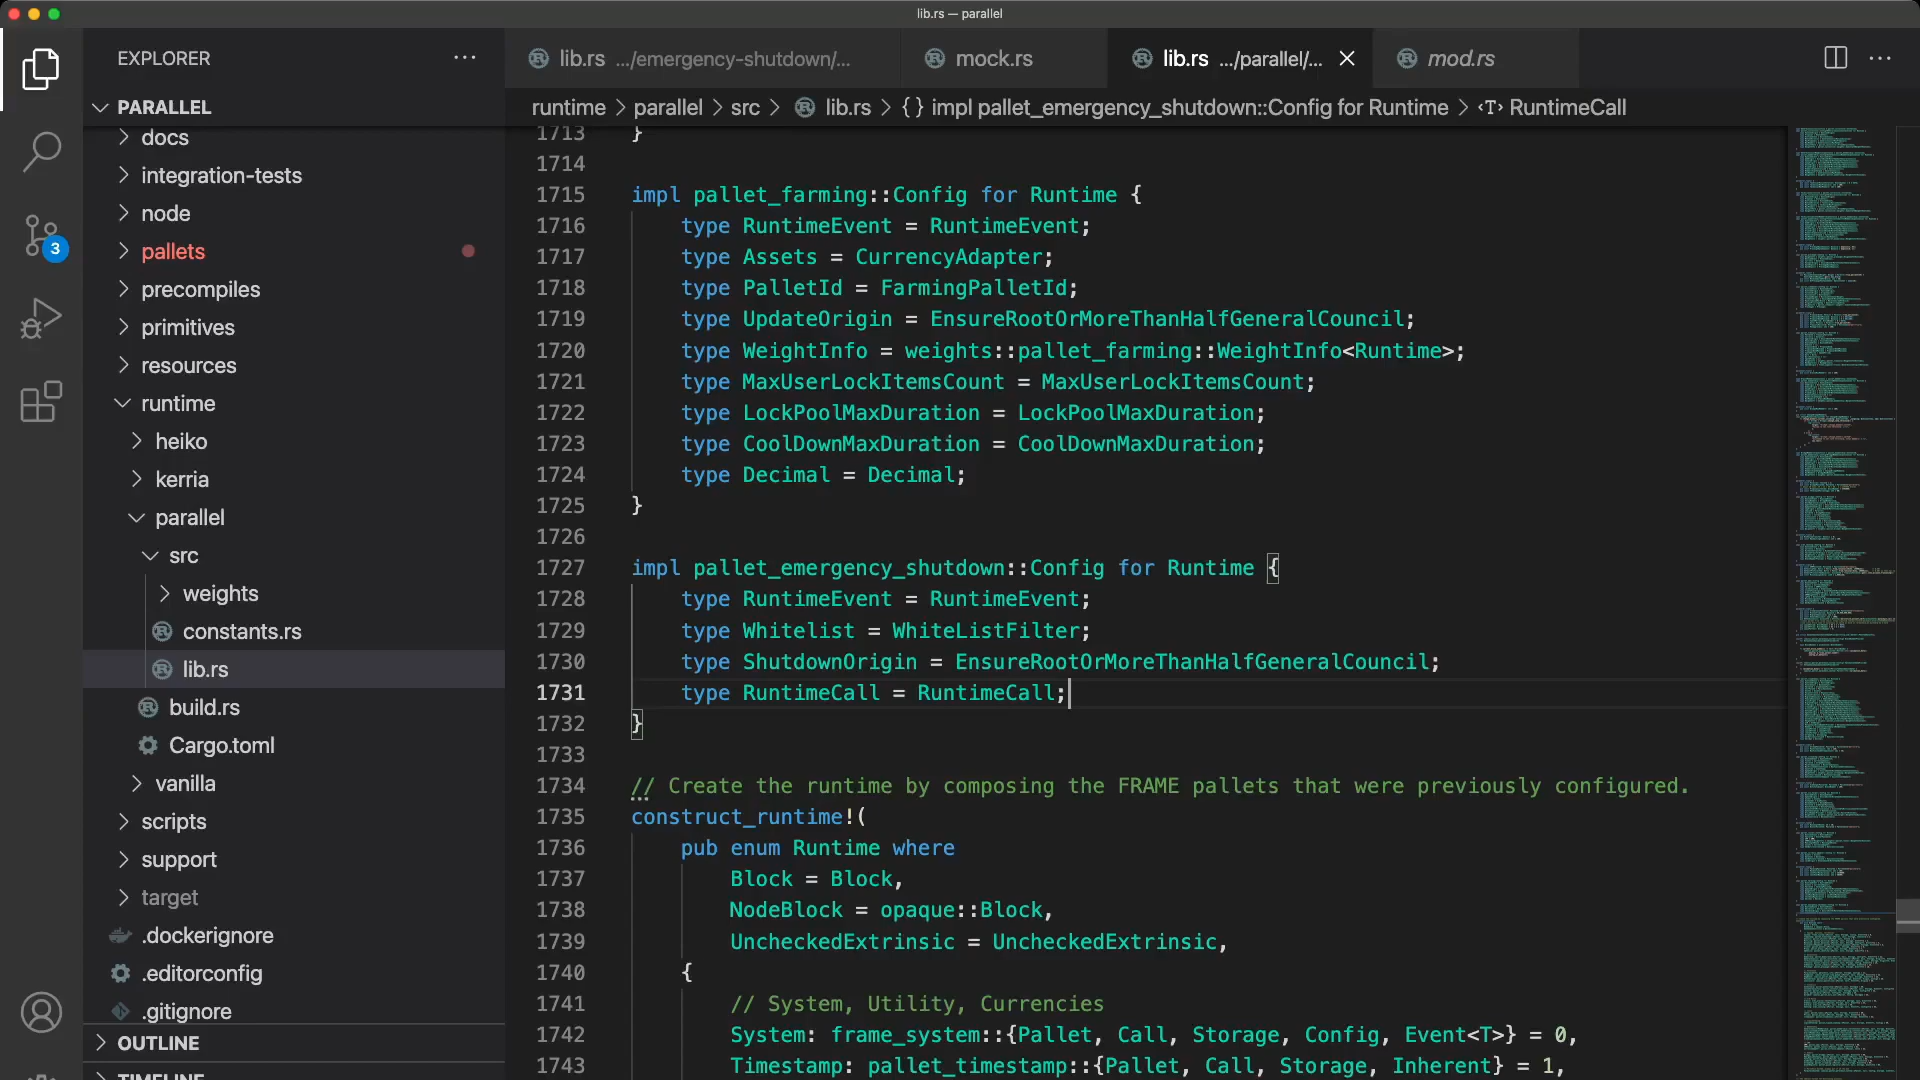 lib.rs — parallel
EXPLORER
PARALLEL
docs
integration-tests
node
pallets
precompiles
primitives
resources
runtime
heiko
kerria
parallel
src
weights
constants.rs
lib.rs
build.rs
Cargo.toml
vanilla
scripts
support
target
.dockerignore
.editorconfig
.gitignore
OUTLINE
TIMELINE
3
lib.rs .../emergency-shutdown/...
mock.rs
lib.rs .../parallel/...
mod.rs
runtime > parallel > src > lib.rs > {} impl pallet_emergency_shutdown::Config for Runtime > RuntimeCall
1713 }
1714
1715 impl pallet_farming::Config for Runtime {
1716 type RuntimeEvent = RuntimeEvent;
1717 type Assets = CurrencyAdapter;
1718 type PalletId = FarmingPalletId;
1719 type UpdateOrigin = EnsureRootOrMoreThanHalfGeneralCouncil;
1720 type WeightInfo = weights::pallet_farming::WeightInfo<Runtime>;
1721 type MaxUserLockItemsCount = MaxUserLockItemsCount;
1722 type LockPoolMaxDuration = LockPoolMaxDuration;
1723 type CoolDownMaxDuration = CoolDownMaxDuration;
1724 type Decimal = Decimal;
1725 }
1726
1727 impl pallet_emergency_shutdown::Config for Runtime {
1728 type RuntimeEvent = RuntimeEvent;
1729 type Whitelist = WhiteListFilter;
1730 type ShutdownOrigin = EnsureRootOrMoreThanHalfGeneralCouncil;
1731 type RuntimeCall = RuntimeCall;
1732 }
1733
1734 // Create the runtime by composing the FRAME pallets that were previously configured.
1735 construct_runtime!(
1736 pub enum Runtime where
1737 Block = Block,
1738 NodeBlock = opaque::Block,
1739 UncheckedExtrinsic = UncheckedExtrinsic,
1740 {
1741 // System, Utility, Currencies
1742 System: frame_system::{Pallet, Call, Storage, Config, Event<T>} = 0,
1743 Timestamp: pallet_timestamp::{Pallet, Call, Storage, Inherent} = 1,